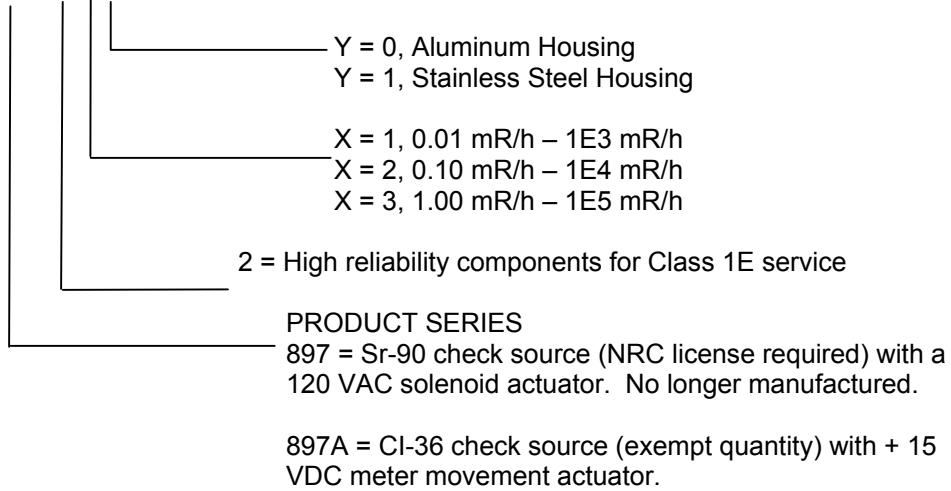 Y = 0, Aluminum Housing
Y = 1, Stainless Steel Housing
X = 1, 0.01 mR/h – 1E3 mR/h
X = 2, 0.10 mR/h – 1E4 mR/h
X = 3, 1.00 mR/h – 1E5 mR/h
2 = High reliability components for Class 1E service
PRODUCT SERIES
897 = Sr-90 check source (NRC license required) with a
120 VAC solenoid actuator.  No longer manufactured.
897A = CI-36 check source (exempt quantity) with + 15
VDC meter movement actuator.